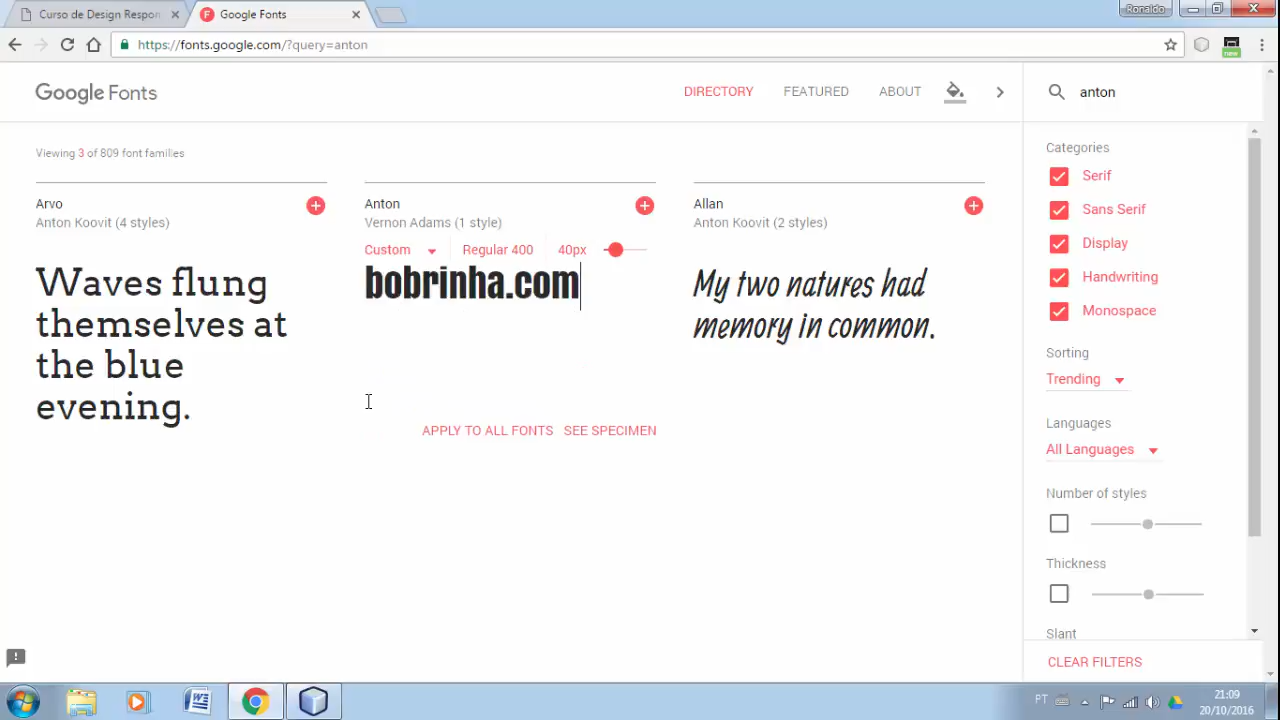 Curso de Design Respon
Google Fonts
Ronaldo
https://fonts.google.com/?query=anton
new
Google Fonts
DIRECTORY
FEATURED
ABOUT
anton
Viewing 3 of 809 font families
Arvo
Anton Koovit (4 styles)
Waves flung
themselves at
the blue
evening.
Anton
Vernon Adams (1 style)
Custom
Regular 400
40px
bobrinha.com
APPLY TO ALL FONTS
SEE SPECIMEN
Allan
Anton Koovit (2 styles)
My two natures had
memory in common.
Categories
Serif
Sans Serif
Display
Handwriting
Monospace
Sorting
Trending
Languages
All Languages
Number of styles
Thickness
Slant
CLEAR FILTERS
PT
21:09
20/10/2016